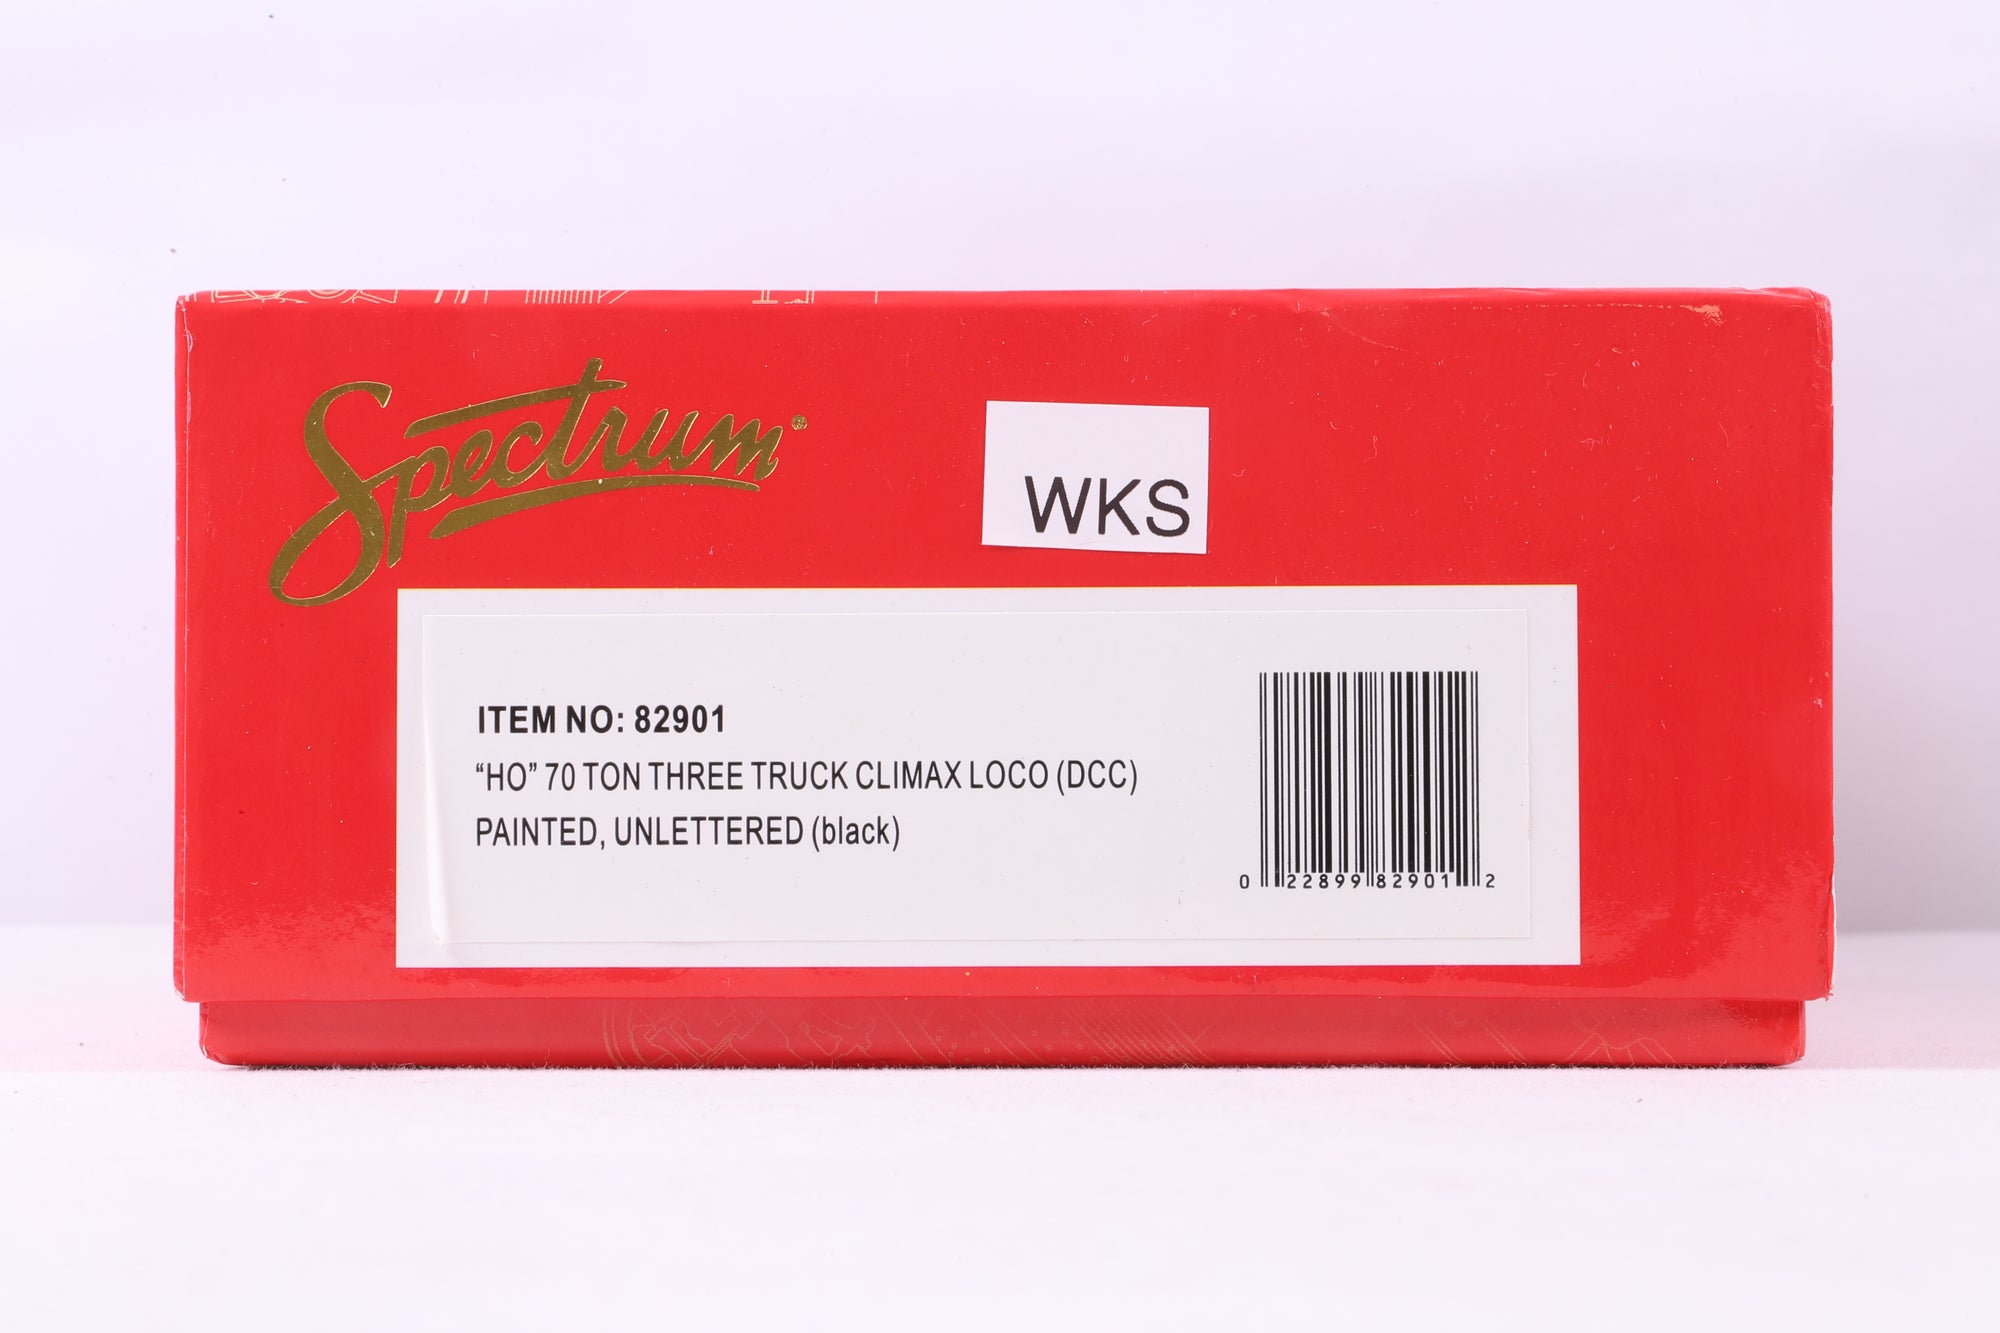 Spectrum®
WKS
ITEM NO: 82901
“HO” 70 TON THREE TRUCK CLIMAX LOCO (DCC)
PAINTED, UNLETTERED (black)
0 22899 82901 2